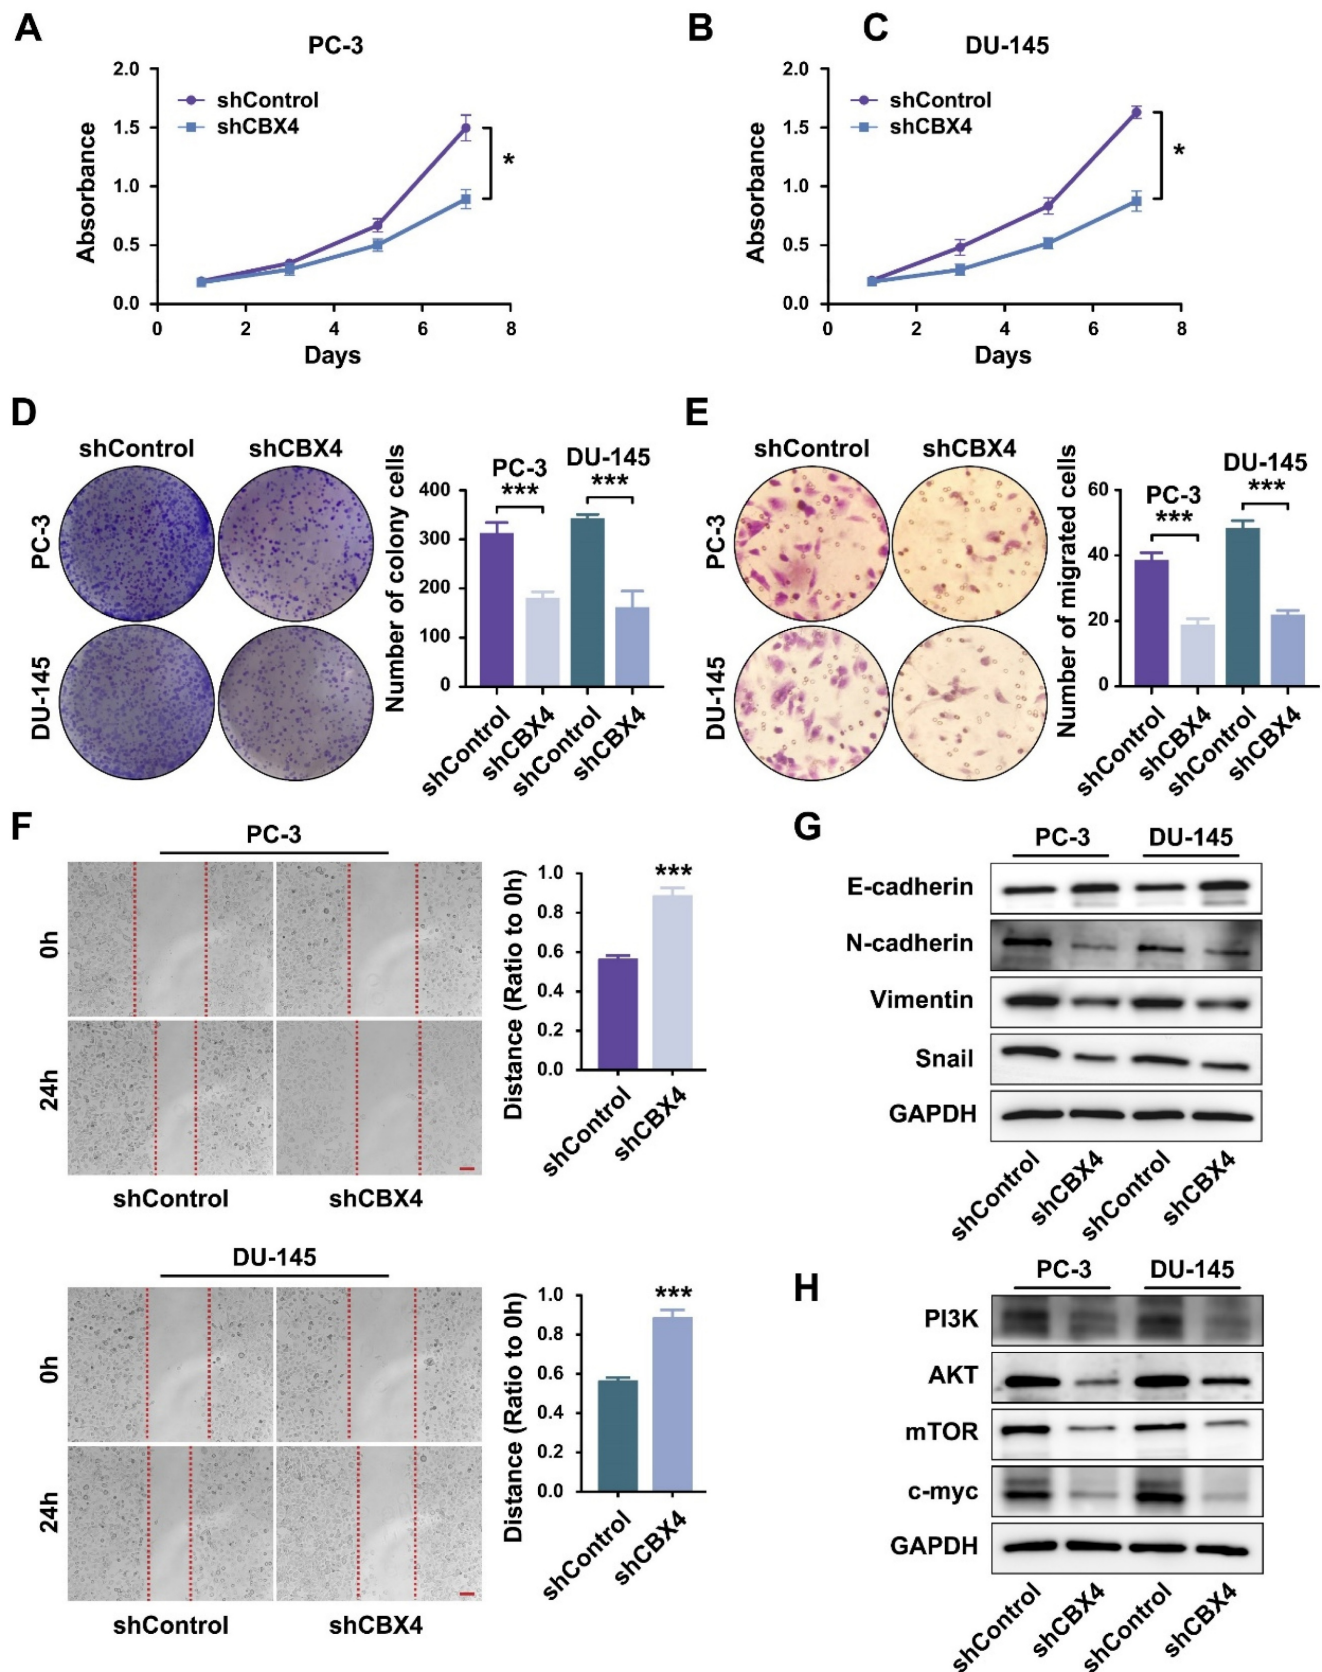 A
B
C
PC-3
DU-145
2.0
1.5
1.0
0.5
0.0
Absorbance
shControl
shCBX4
*
0 2 4 6 8
Days
2.0
1.5
1.0
0.5
0.0
Absorbance
shControl
shCBX4
*
0 2 4 6 8
Days
D
shControl shCBX4
PC-3
DU-145
Number of colony cells
400
300
200
100
0
PC-3
***
DU-145
***
shControl
shCBX4
shControl
shCBX4
E
shControl shCBX4
PC-3
DU-145
Number of migrated cells
60
40
20
0
PC-3
***
DU-145
***
shControl
shCBX4
shControl
shCBX4
F
PC-3
0h
24h
shControl shCBX4
Distance (Ratio to 0h)
1.0
0.8
0.6
0.4
0.2
0.0
***
shControl
shCBX4
DU-145
0h
24h
shControl shCBX4
Distance (Ratio to 0h)
1.0
0.8
0.6
0.4
0.2
0.0
***
shControl
shCBX4
G
PC-3 DU-145
E-cadherin
N-cadherin
Vimentin
Snail
GAPDH
shControl
shCBX4
shControl
shCBX4
H
PC-3 DU-145
PI3K
AKT
mTOR
c-myc
GAPDH
shControl
shCBX4
shControl
shCBX4